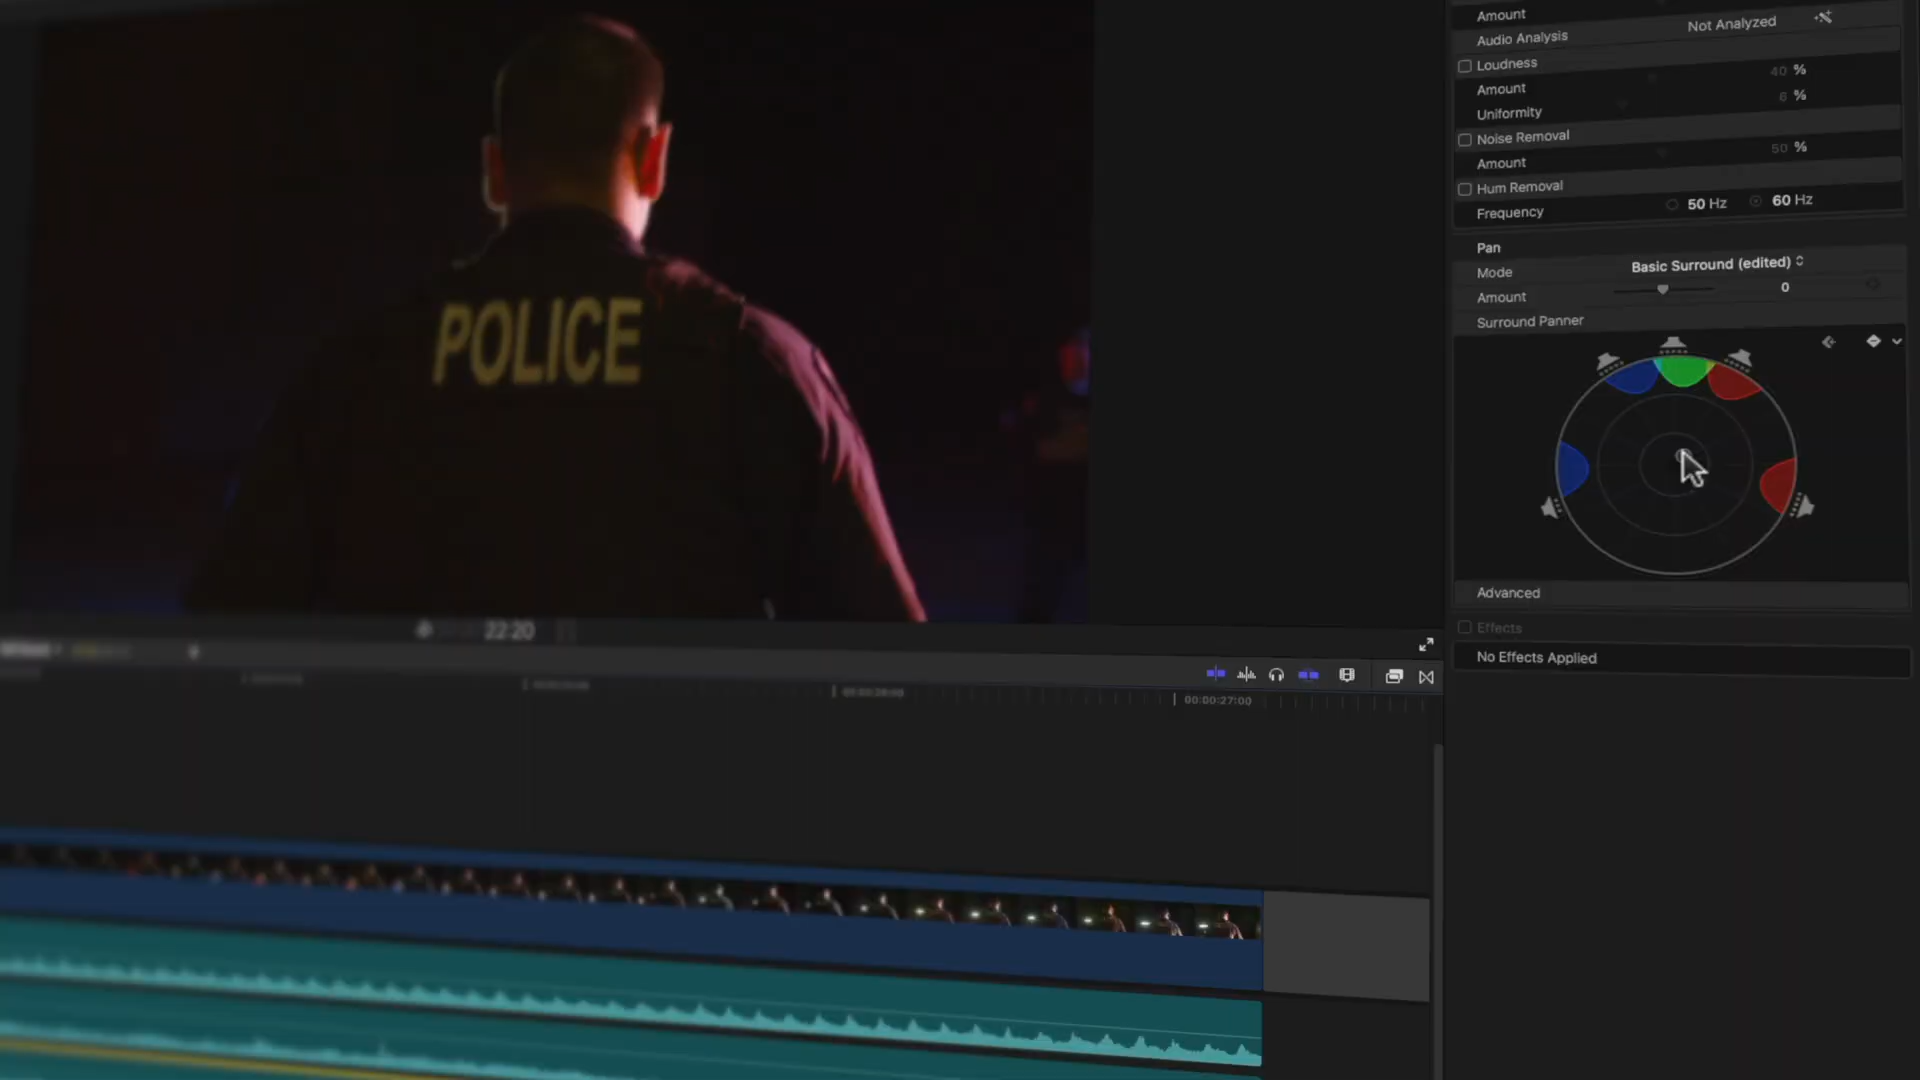 Amount
Audio Analysis Not Analyzed
Loudness
Amount 40 %
Uniformity 6 %
Noise Removal
Amount 50 %
Hum Removal
Frequency 50 Hz 60 Hz
Pan
Mode Basic Surround (edited)
Amount 0
Surround Panner
Advanced
Effects
No Effects Applied
POLICE
22:20
00:00:27:00